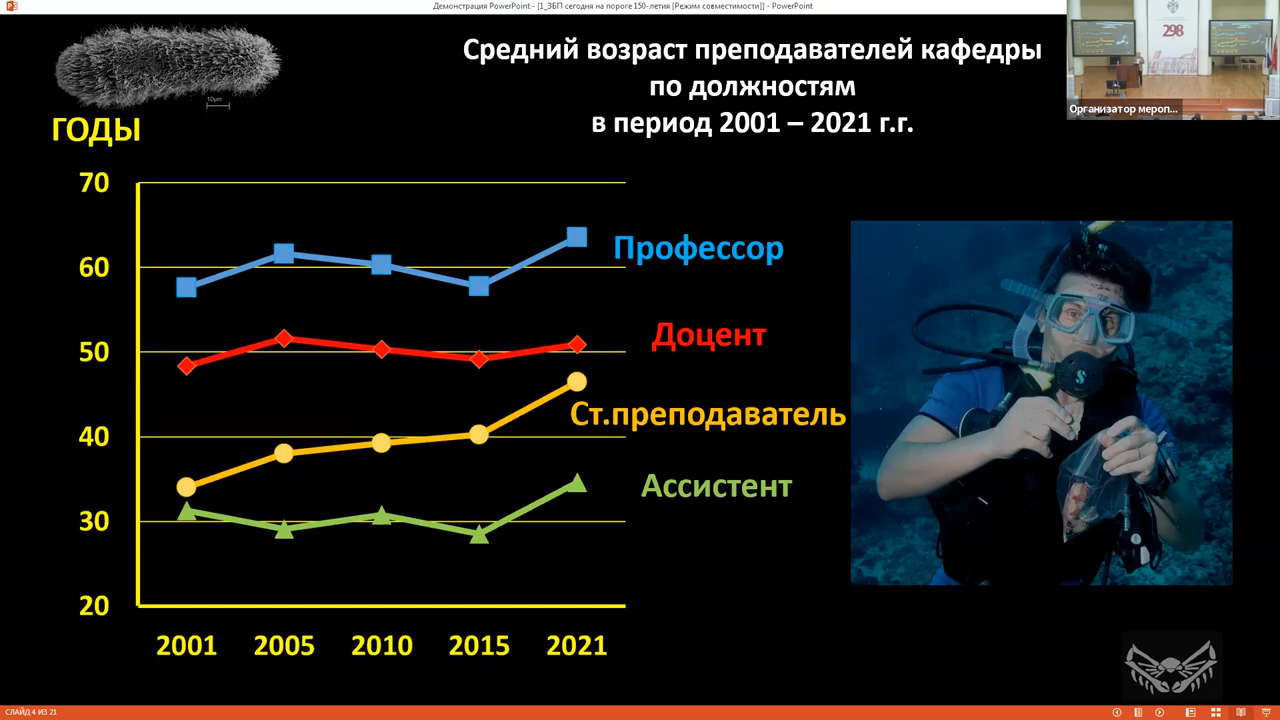 Демонстрация PowerPoint - [1_ЗБП сегодня на пороге 150-летия [Режим совместимости]] - PowerPoint
298
Организатор мероп...
10µm
Средний возраст преподавателей кафедры
по должностям
в период 2001 – 2021 г.г.
ГОДЫ
70
60
50
40
30
20
Профессор
Доцент
Ст.преподаватель
Ассистент
2001 2005 2010 2015 2021
СЛАЙД 4 ИЗ 21